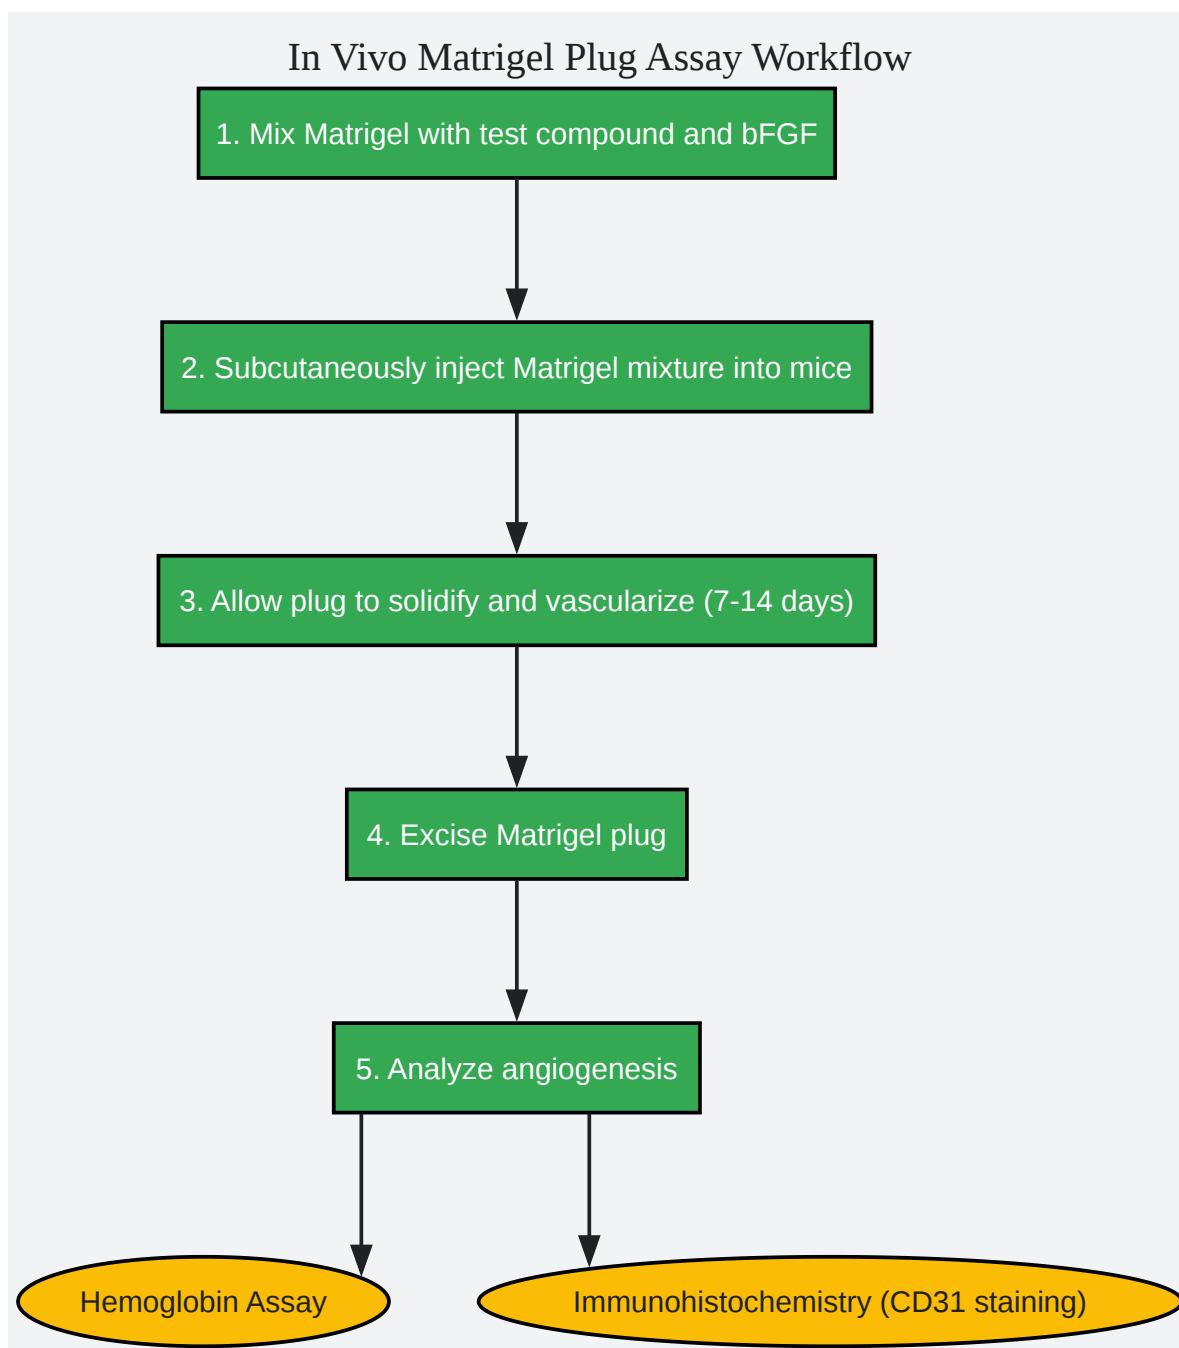 In Vivo Matrigel Plug Assay Workflow
1. Mix Matrigel with test compound and bFGF
2. Subcutaneously inject Matrigel mixture into mice
3. Allow plug to solidify and vascularize (7-14 days)
4. Excise Matrigel plug
5. Analyze angiogenesis
Hemoglobin Assay
Immunohistochemistry (CD31 staining)